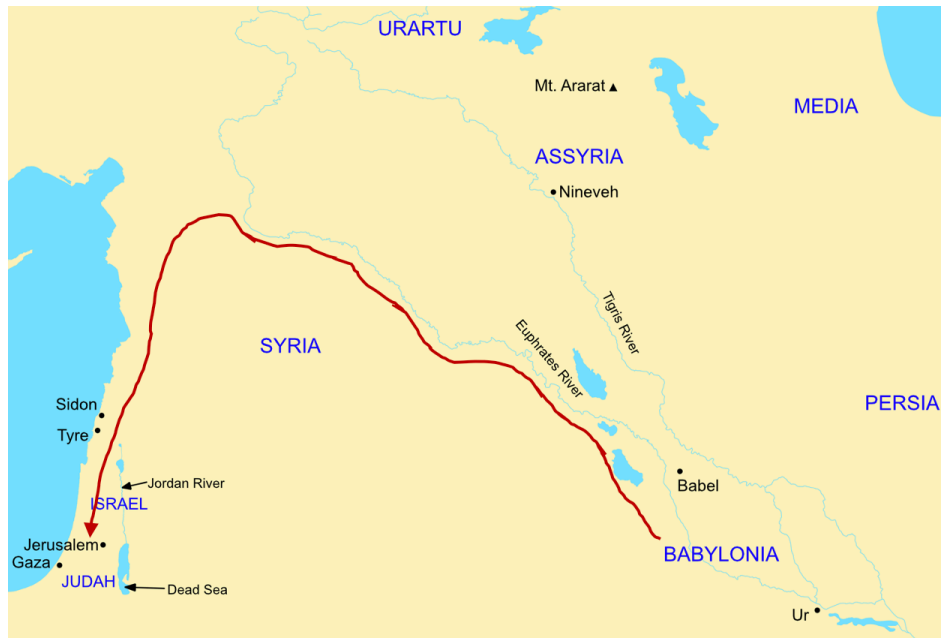 URARTU
Mt. Ararat
MEDIA
ASSYRIA
Nineveh
Tigris River
SYRIA
Euphrates River
PERSIA
Sidon
Tyre
Babel
Jordan River
ISRAEL
Jerusalem
BABYLONIA
Gaza
JUDAH
Dead Sea
Ur